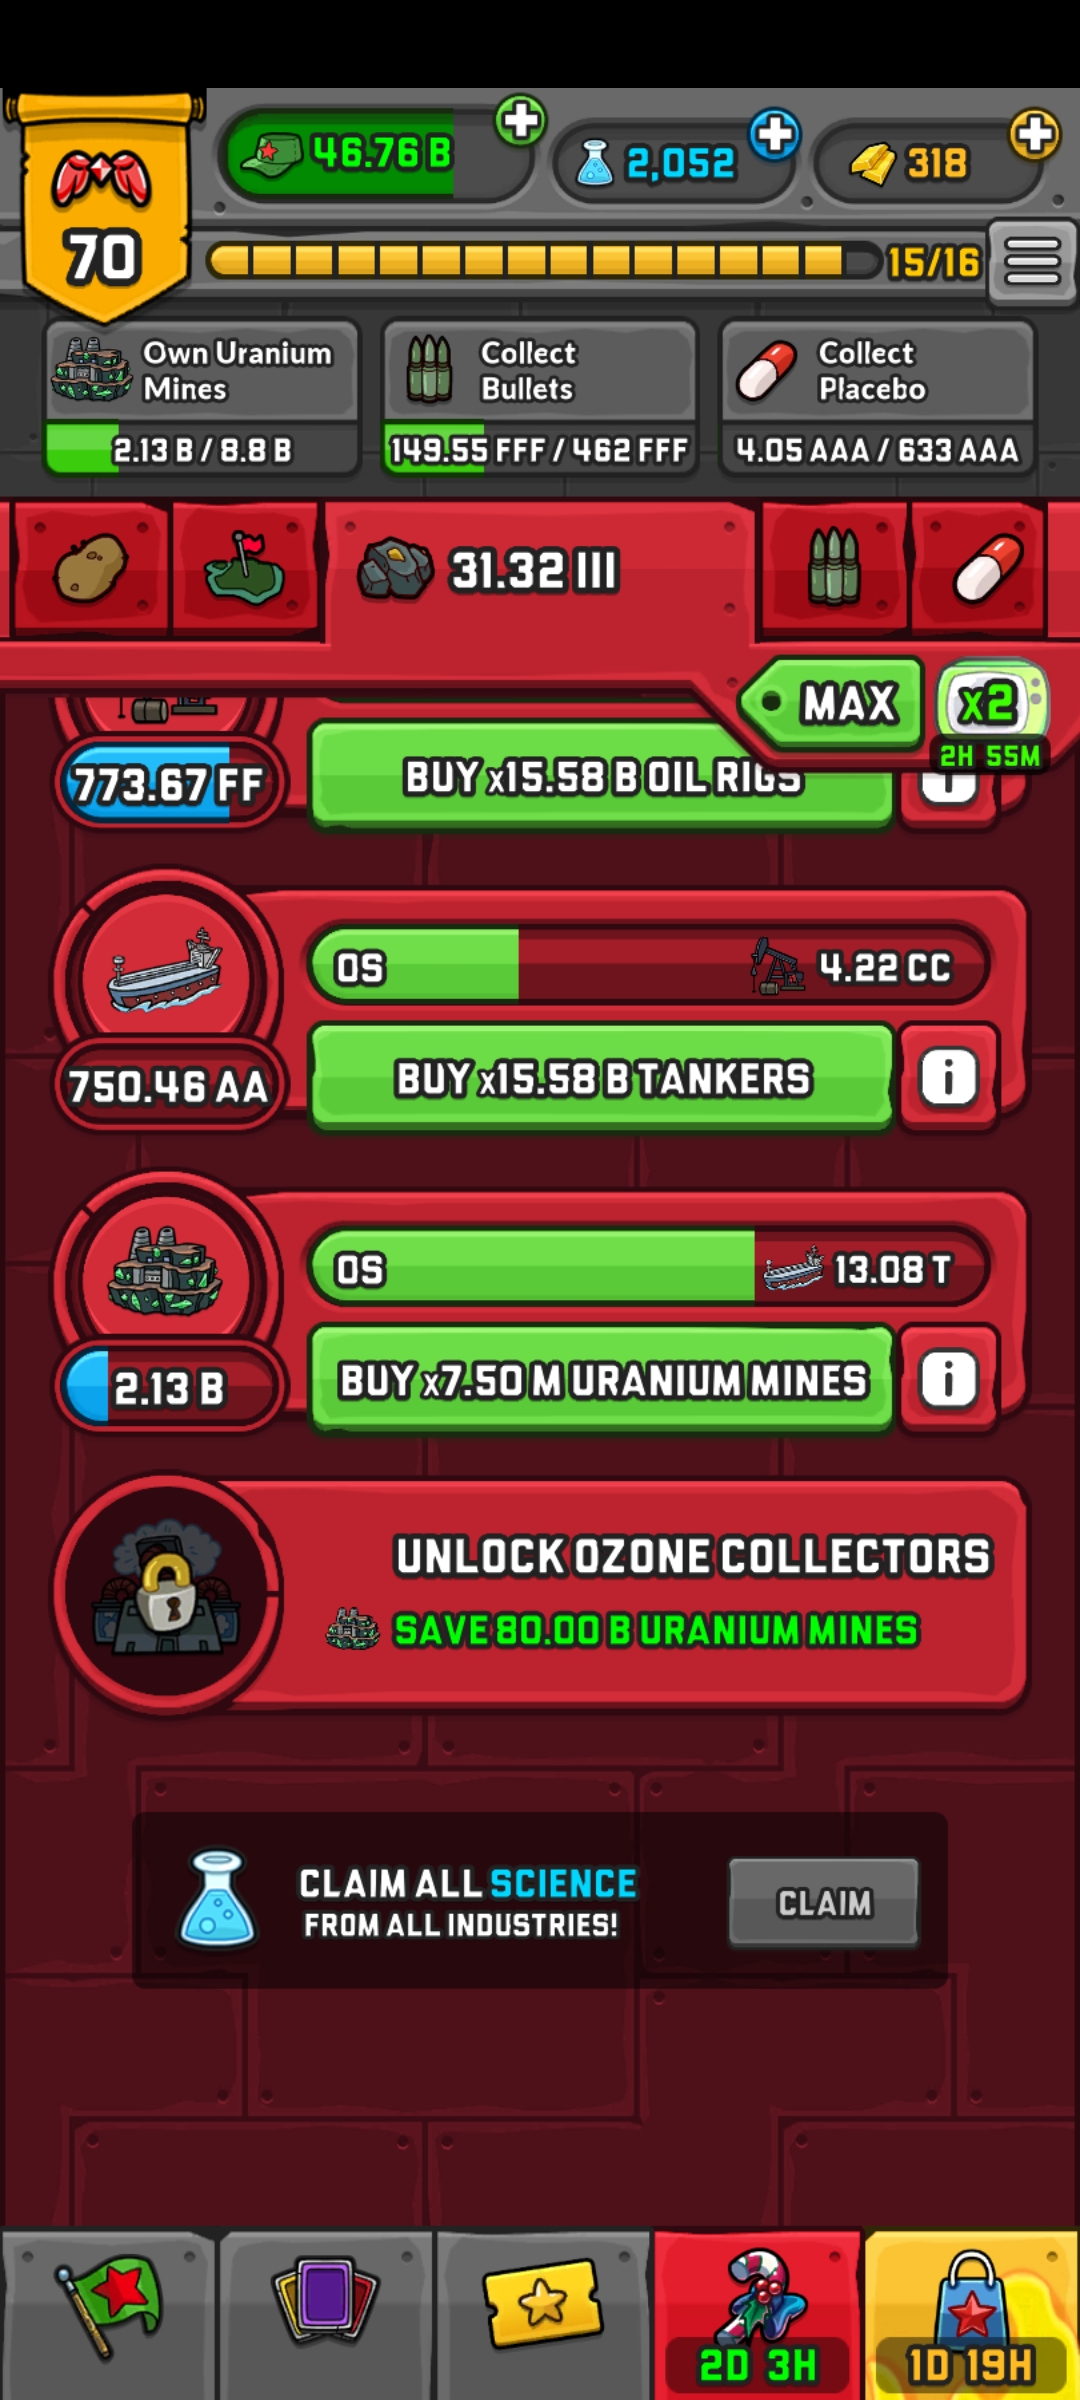 46.76 B
2,052
318
70
15/16
Own Uranium
Mines
Collect
Bullets
Collect
Placebo
2.13 B / 8.8 B
149.55 FFF / 462 FFF
4.05 AAA / 633 AAA
31.32 III
MAX
x2
2H 55M
773.67 FF
BUY x15.58 B OIL RIGS
OS
4.22 CC
750.46 AA
BUY x15.58 B TANKERS
OS
13.08 T
2.13 B
BUY x7.50 M URANIUM MINES
UNLOCK OZONE COLLECTORS
SAVE 80.00 B URANIUM MINES
CLAIM ALL SCIENCE
FROM ALL INDUSTRIES!
CLAIM
2D 3H
1D 19H